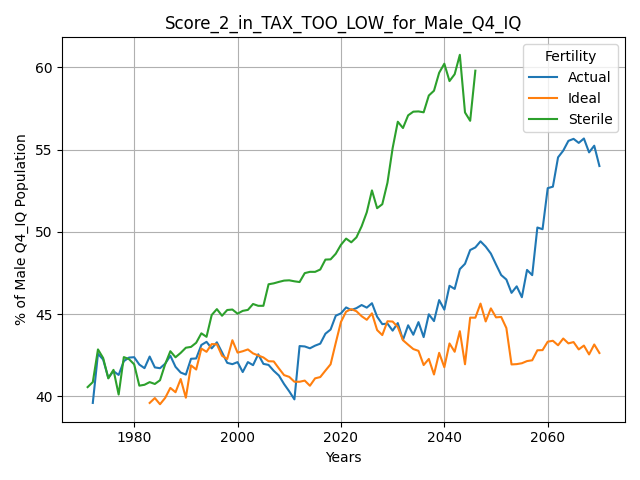 Score_2_in_TAX_TOO_LOW_for_Male_Q4_IQ
% of Male Q4_IQ Population
60
55
50
45
40
Fertility
Actual
Ideal
Sterile
1980
2000
2020
2040
2060
Years